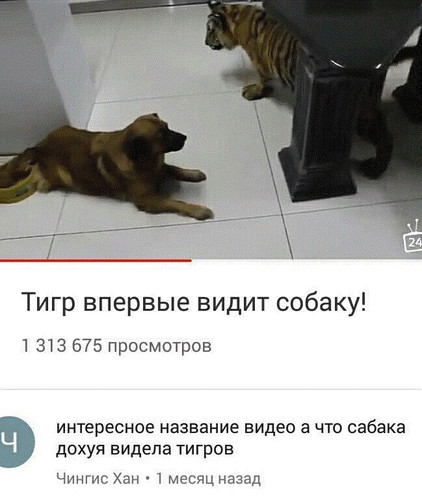 24
Тигр впервые видит собаку!
1 313 675 просмотров
Ч
интересное название видео а что сабака
дохуя видела тигров
Чингис Хан • 1 месяц назад